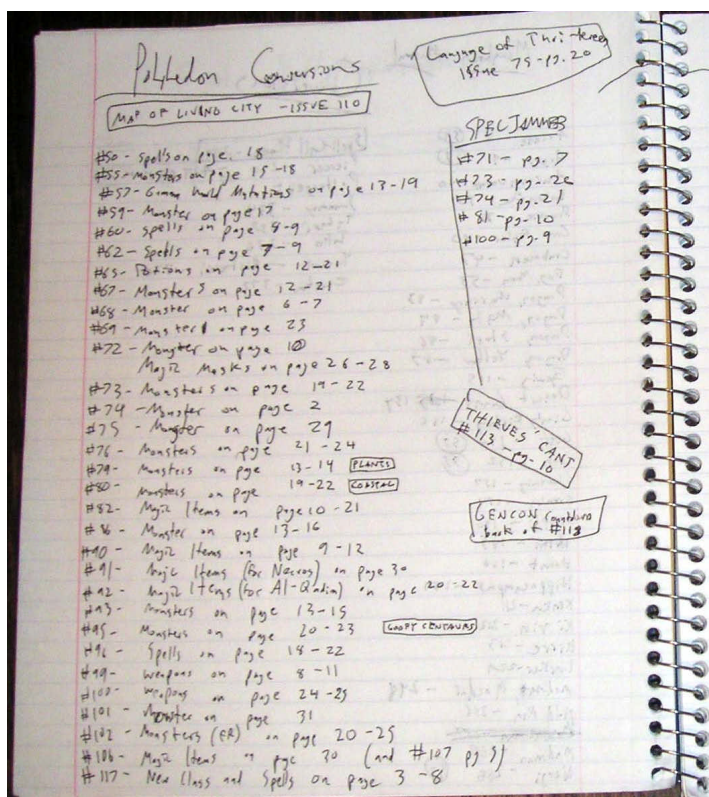 Polyhedron Conversions
MAP OF LIVING CITY - ISSUE 110
#50 - Spells on page. 18
#55 - Monsters on page 15-18
#57 - Gamma World Mutations on page 13-19
#59 - Monster on page 17
#60 - Spells on page 8-9
#62 - Spells on page 7-9
#65 - Potions on page 12-21
#67 - Monsters on page 12-21
#68 - Monster on page 6-7
#69 - Monster on page 23
#72 - Monster on page 10
Magic Masks on page 26-28
#73 - Monsters on page 19-22
#74 - Monster on page 2
#75 - Monster on page 29
#76 - Monsters on page 21-24
#79 - Monsters on page 13-14 PLANTS
#80 - Monsters on page 19-22 COASTAL
#82 - Magic Items on page 10-21
#86 - Monster on page 13-16
#90 - Magic Items on page 9-12
#91 - Magic Items (for Necros) on page 30
#92 - Magic Items (for Al-Qadim) on page 20-22
#93 - Monsters on page 13-15
#95 - Monsters on page 20-23 GOOFY CENTAURS
#96 - Spells on page 18-22
#99 - Weapons on page 8-11
#100 - Weapons on page 24-25
#101 - Monster on page 31
#102 - Monsters (FR) on page 20-25
#106 - Magic Items on page 30 (and #107 pg 9)
#117 - New Class and Spells on page 3-8
Language of Thri-kreen
ISSUE 75 - pg. 20
SPELJAMMER
#71 - pg. 7
#73 - pg. 26
#74 - pg. 21
#81 - pg. 10
#100 - pg. 9
THIEVES' CANT
#113 - pg. 10
GENCON countdown
back of #118